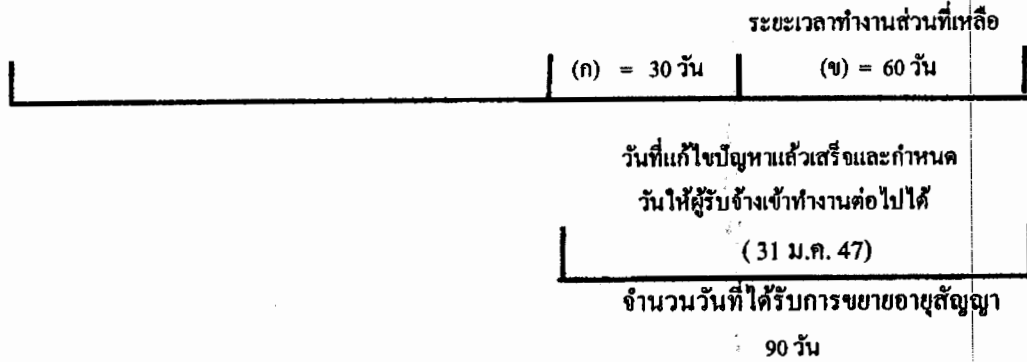 ระยะเวลาทำงานส่วนที่เหลือ
(ก) = 30 วัน (ข) = 60 วัน
วันที่แก้ไขปัญหาแล้วเสร็จและกำหนด
วันให้ผู้รับจ้างเข้าทำงานต่อไปได้
( 31 ม.ค. 47)
จำนวนวันที่ได้รับการขยายอายุสัญญา
90 วัน